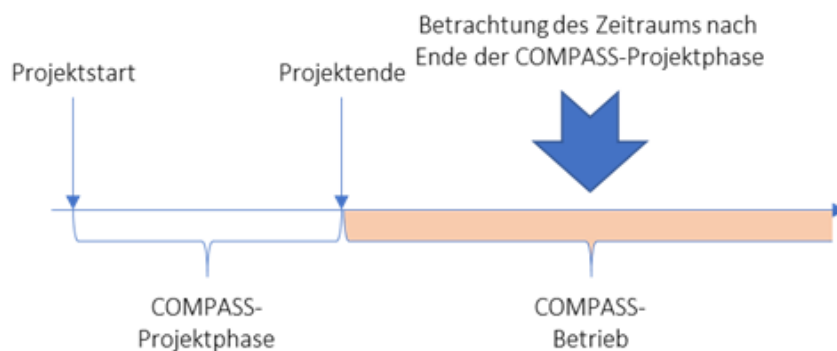 Betrachtung des Zeitraums nach
Ende der COMPASS-Projektphase
Projektstart
Projektende
COMPASS-
Projektphase
COMPASS-
Betrieb